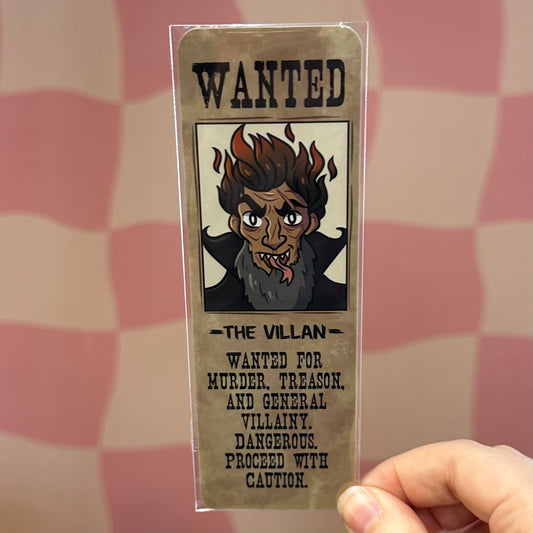 WANTED
-THE VILLAN-
WANTED FOR
MURDER, TREASON,
AND GENERAL
VILLAINY.
DANGEROUS.
PROCEED WITH
CAUTION.